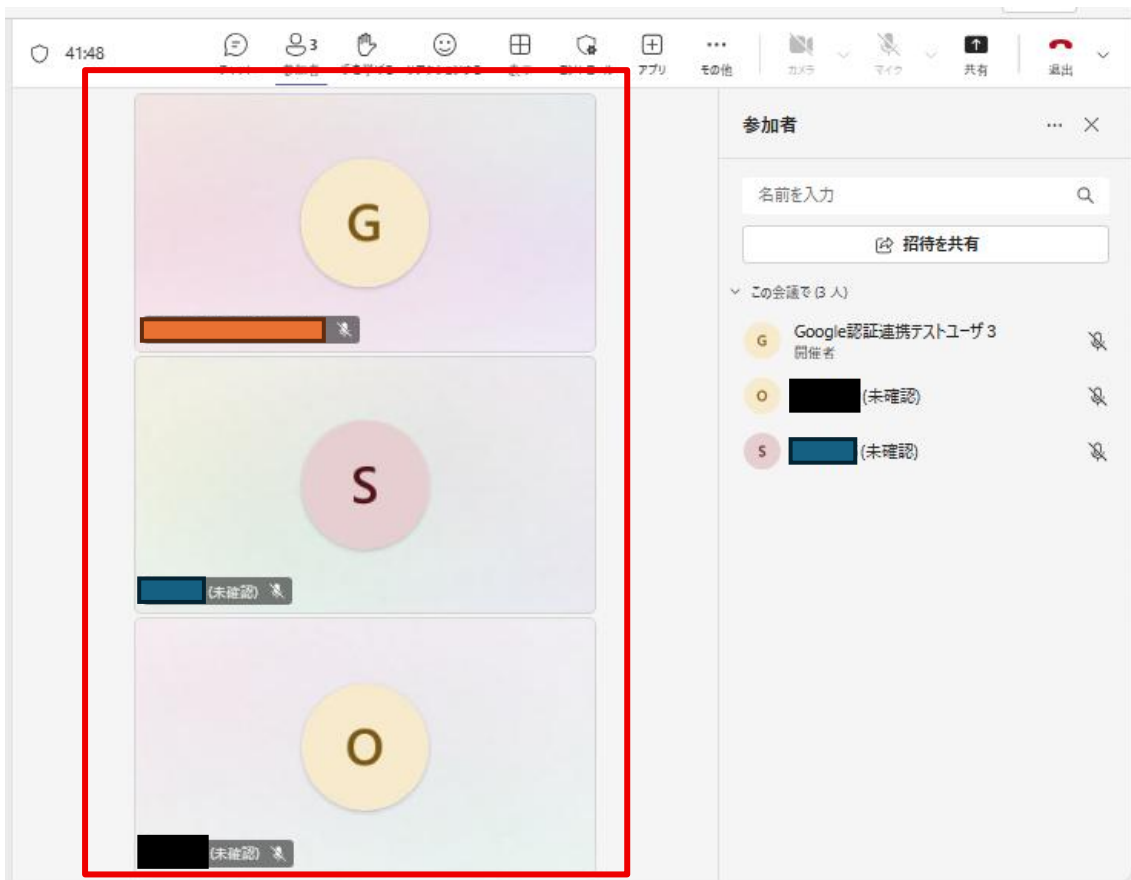 41:48
3
アプリ
その他
カメラ
マイク
共有
退出
参加者
名前を入力
招待を共有
この会議で (3 人)
G
Google認証連携テストユーザ 3
開催者
O
(未確認)
S
(未確認)
G
S
(未確認)
O
(未確認)